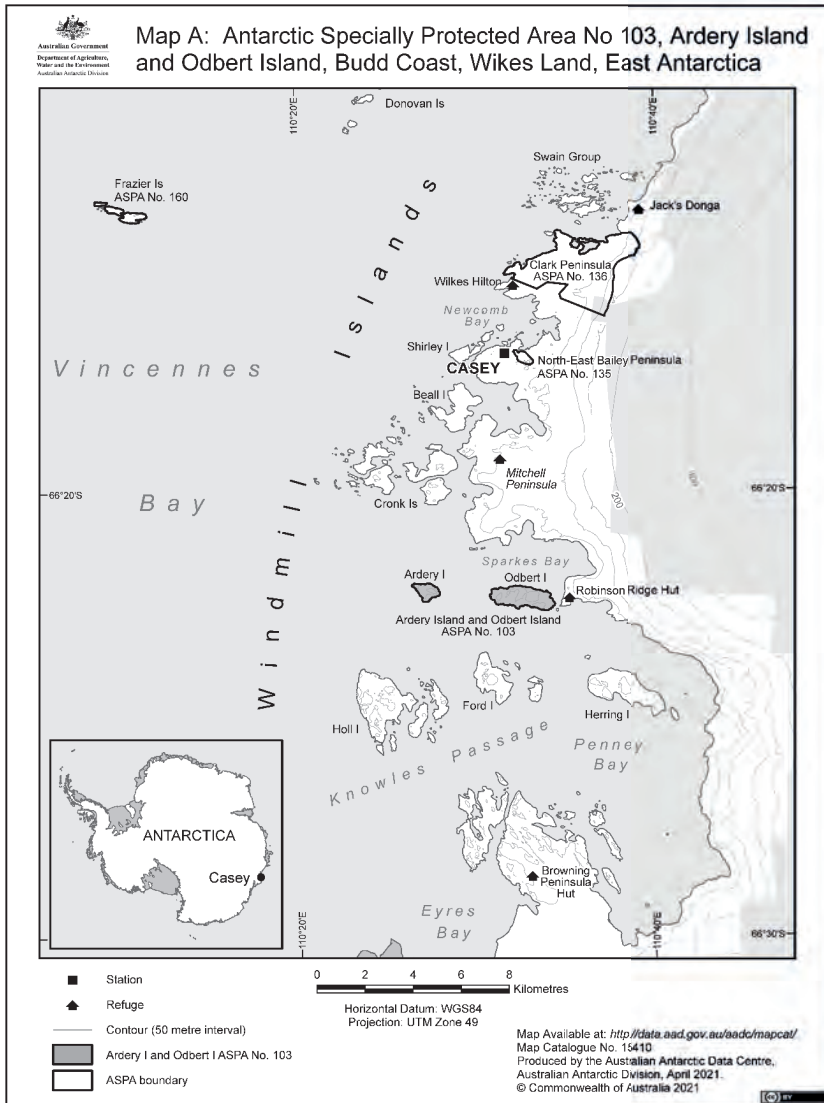 Australian Government
Department of Agriculture,
Water and the Environment
Australian Antarctic Division
Map A: Antarctic Specially Protected Area No 103, Ardery Island
and Odbert Island, Budd Coast, Wikes Land, East Antarctica
110°20'E
Donovan Is
110°40'E
Swain Group
Frazier Is
ASPA No. 160
Jack's Donga
Clark Peninsula
ASPA No. 136
Wilkes Hilton
Newcomb
Bay
Shirley I
CASEY
North-East Bailey Peninsula
ASPA No. 135
Vincennes
Bay
Windmill Islands
Beall I
Mitchell
Peninsula
Cronk Is
66°20'S
200
66°20'S
Sparkes Bay
Ardery I
Odbert I
Robinson Ridge Hut
Ardery Island and Odbert Island
ASPA No. 103
Holl I
Ford I
Herring I
Knowles Passage
Penney
Bay
ANTARCTICA
Casey
Browning
Peninsula
Hut
Eyres
Bay
66°30'S
110°20'E
110°40'E
Station
Refuge
Contour (50 metre interval)
Ardery I and Odbert I ASPA No. 103
ASPA boundary
0 2 4 6 8
Kilometres
Horizontal Datum: WGS84
Projection: UTM Zone 49
Map Available at: http//data.aad.gov.au/aadc/mapcat/
Map Catalogue No. 15410
Produced by the Australian Antarctic Data Centre,
Australian Antarctic Division, April 2021.
© Commonwealth of Australia 2021
cc BY